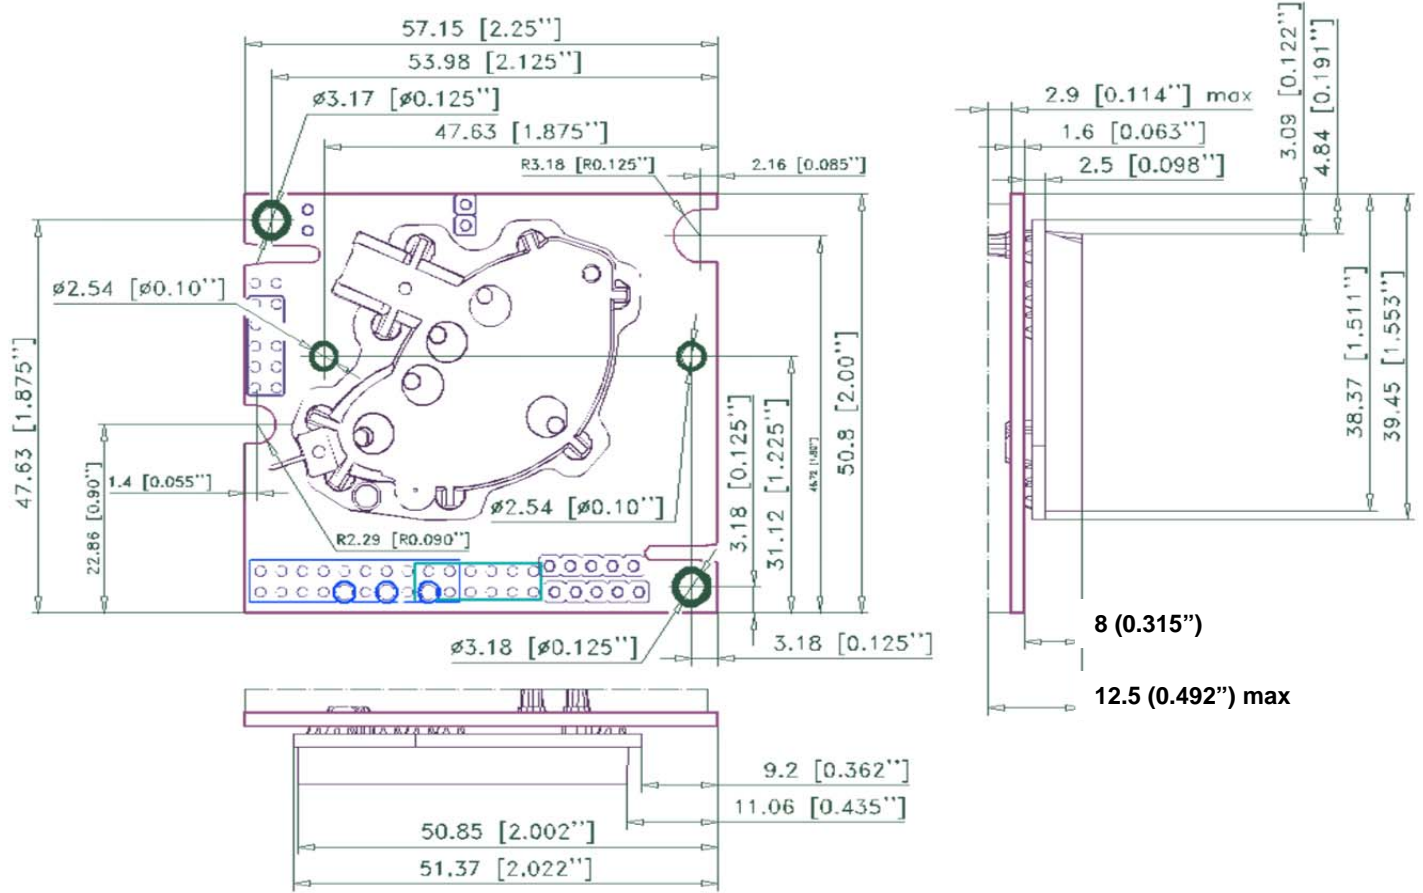 57.15 [2.25'']
53.98 [2.125'']
ø3.17 [ø0.125'']
47.63 [1.875'']
R3.18 [R0.125'']
2.16 [0.085'']
2.9 [0.114''] max
1.6 [0.063'']
2.5 [0.098'']
3.09 [0.122'']
4.84 [0.191'']
ø2.54 [ø0.10'']
47.63 [1.875'']
22.86 [0.90'']
1.4 [0.055'']
R2.29 [R0.090'']
ø2.54 [ø0.10'']
3.18 [0.125'']
31.12 [1.225'']
50.8 [2.00'']
38.37 [1.511'']
39.45 [1.553'']
ø3.18 [ø0.125'']
3.18 [0.125'']
8 (0.315”)
12.5 (0.492”) max
9.2 [0.362'']
11.06 [0.435'']
50.85 [2.002'']
51.37 [2.022'']